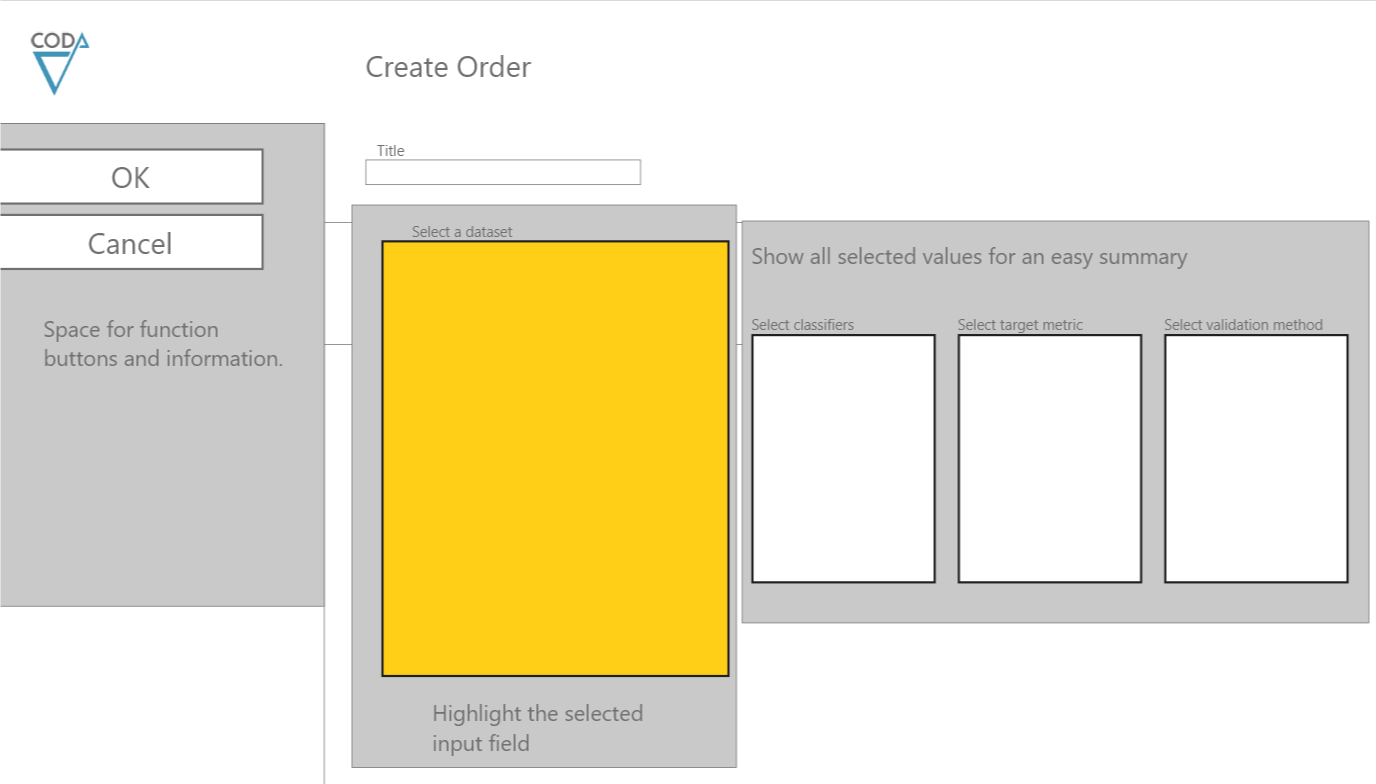 CODA
Create Order
OK
Cancel
Space for function
buttons and information.
Title
Select a dataset
Highlight the selected
input field
Show all selected values for an easy summary
Select classifiers
Select target metric
Select validation method